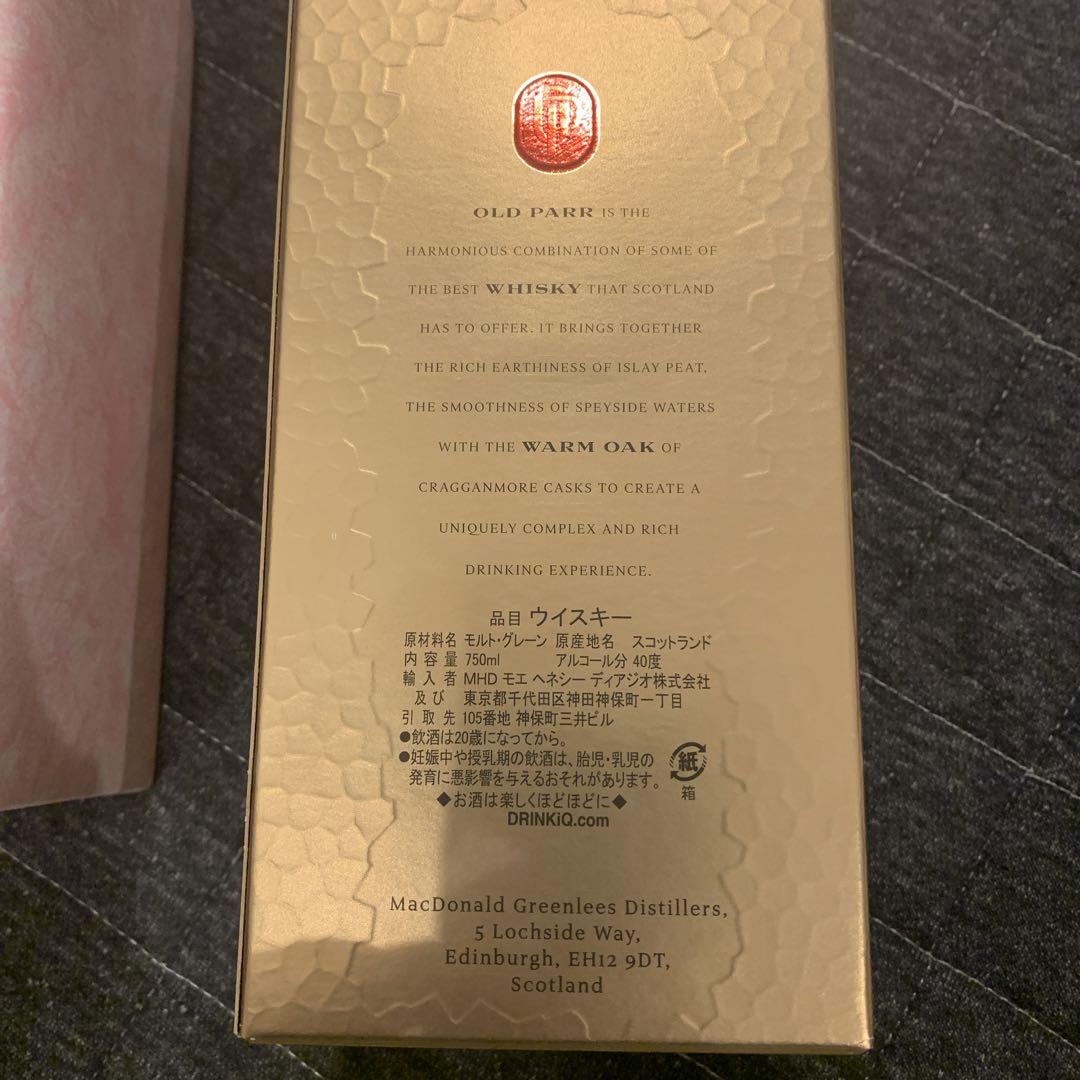 OLD PARR IS THE
HARMONIOUS COMBINATION OF SOME OF
THE BEST WHISKY THAT SCOTLAND
HAS TO OFFER. IT BRINGS TOGETHER
THE RICH EARTHINESS OF ISLAY PEAT,
THE SMOOTHNESS OF SPEYSIDE WATERS
WITH THE WARM OAK OF
CRAGGANMORE CASKS TO CREATE A
UNIQUELY COMPLEX AND RICH
DRINKING EXPERIENCE.
品目 ウイスキー
原材料名 モルト・グレーン 原産地名 スコットランド
内容量 750ml アルコール分 40度
輸入者 MHD モエ ヘネシー ディアジオ株式会社
及び 東京都千代田区神田神保町一丁目
引取先 105番地 神保町三井ビル
●飲酒は20歳になってから。
●妊娠中や授乳期の飲酒は、胎児・乳児の
発育に悪影響を与えるおそれがあります。
紙
箱
◆お酒は楽しくほどほどに◆
DRINKiQ.com
MacDonald Greenlees Distillers,
5 Lochside Way,
Edinburgh, EH12 9DT,
Scotland